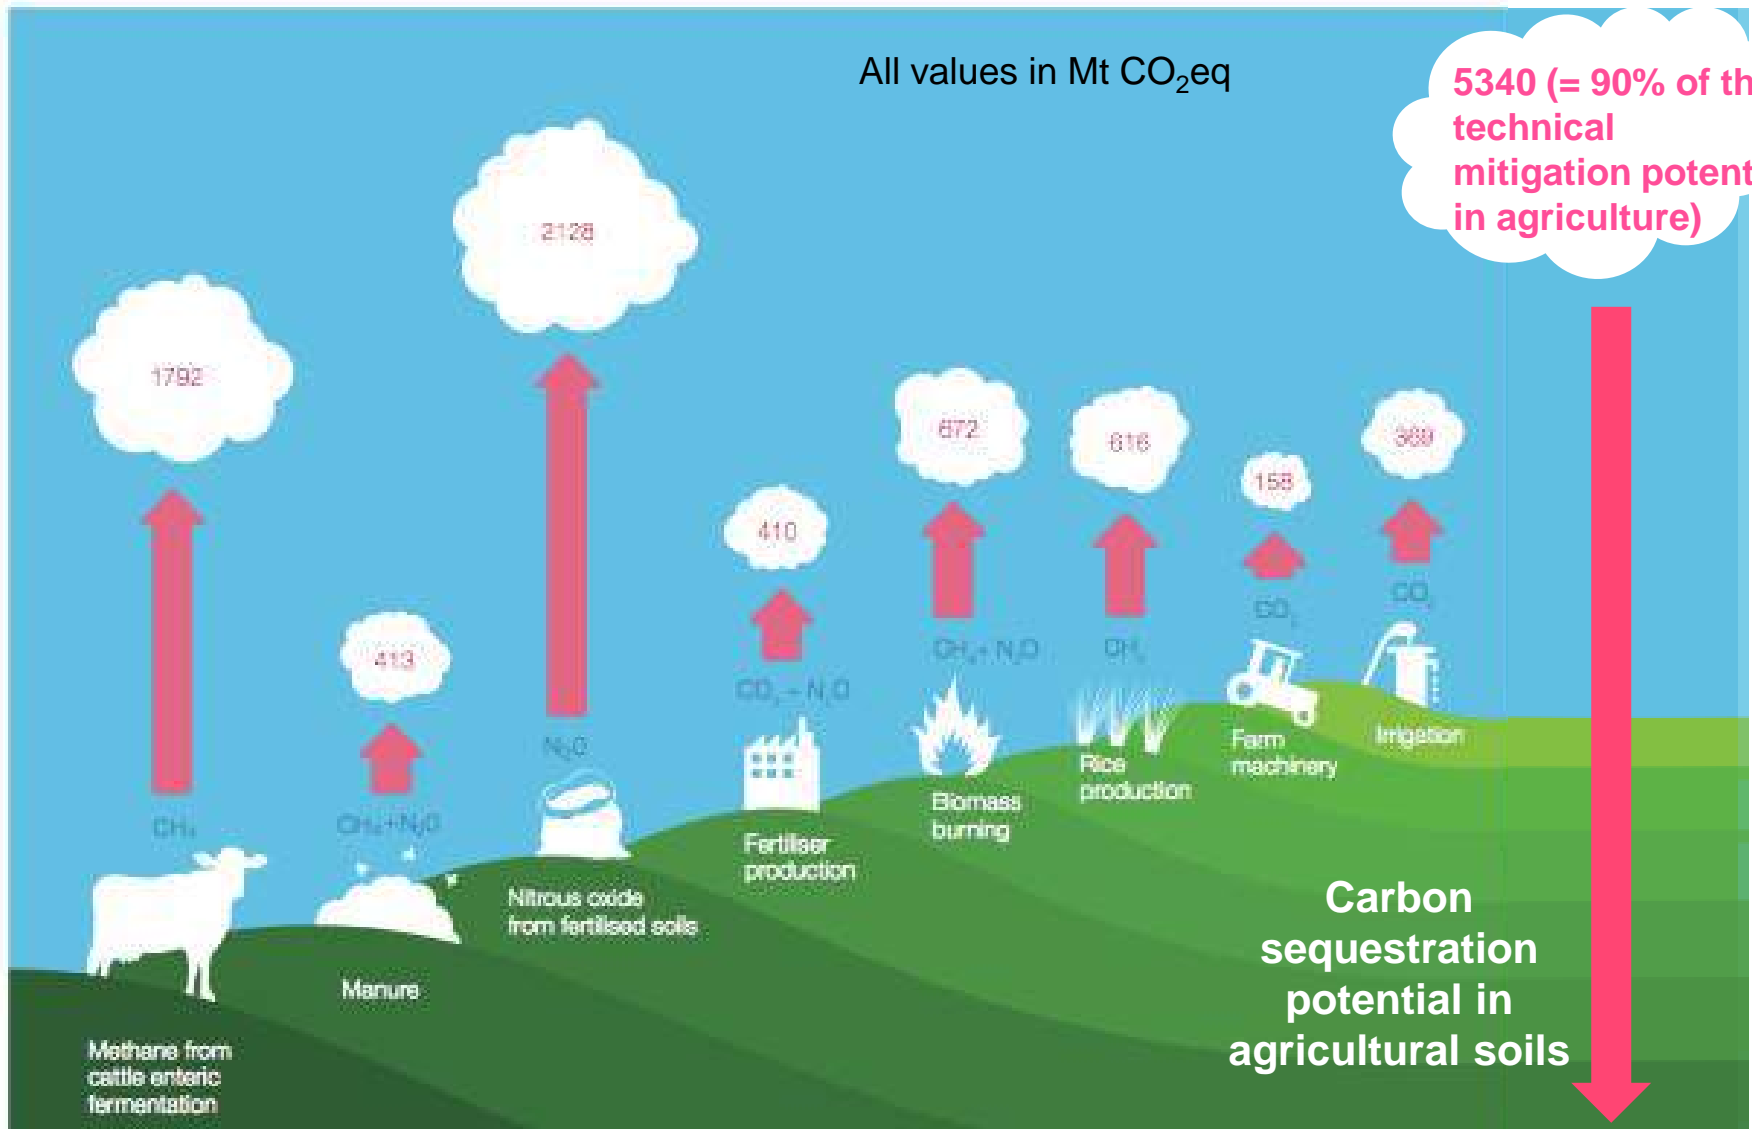 All values in Mt CO₂eq
5340 (= 90% of th
technical
mitigation potent
in agriculture)
2128
1792
672
616
369
158
410
413
CO₂
CO₂
CH₄+ N₂O
CH₄
CO₂ – N₂O
N₂O
CH₄
CH₄+N₂O
Irrigation
Farm
machinery
Rice
production
Biomass
burning
Fertiliser
production
Nitrous oxide
from fertilised soils
Manure
Methane from
cattle enteric
fermentation
Carbon
sequestration
potential in
agricultural soils